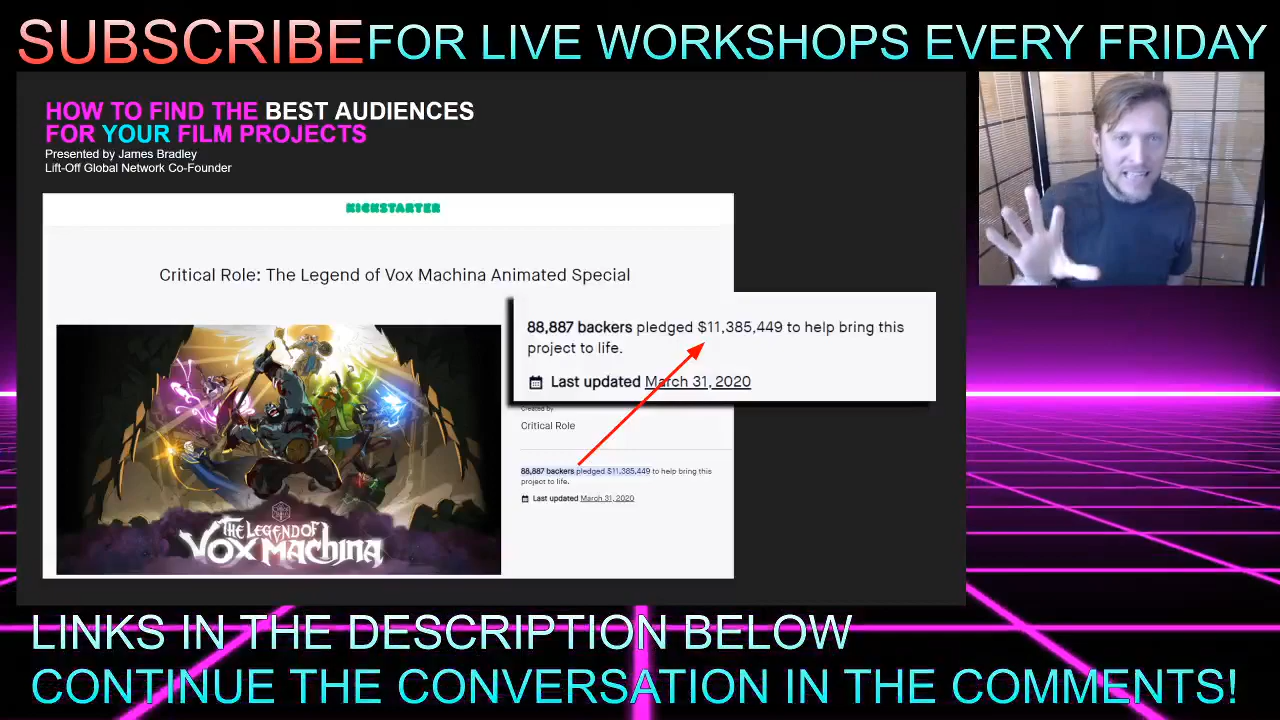 SUBSCRIBE FOR LIVE WORKSHOPS EVERY FRIDAY
HOW TO FIND THE BEST AUDIENCES
FOR YOUR FILM PROJECTS
Presented by James Bradley
Lift-Off Global Network Co-Founder
KICKSTARTER
Critical Role: The Legend of Vox Machina Animated Special
88,887 backers pledged $11,385,449 to help bring this
project to life.
Last updated March 31, 2020
Created by
Critical Role
88,887 backers pledged $11,385,449 to help bring this
project to life.
Last updated March 31, 2020
THE LEGEND OF
VOX MACHINA
LINKS IN THE DESCRIPTION BELOW
CONTINUE THE CONVERSATION IN THE COMMENTS!